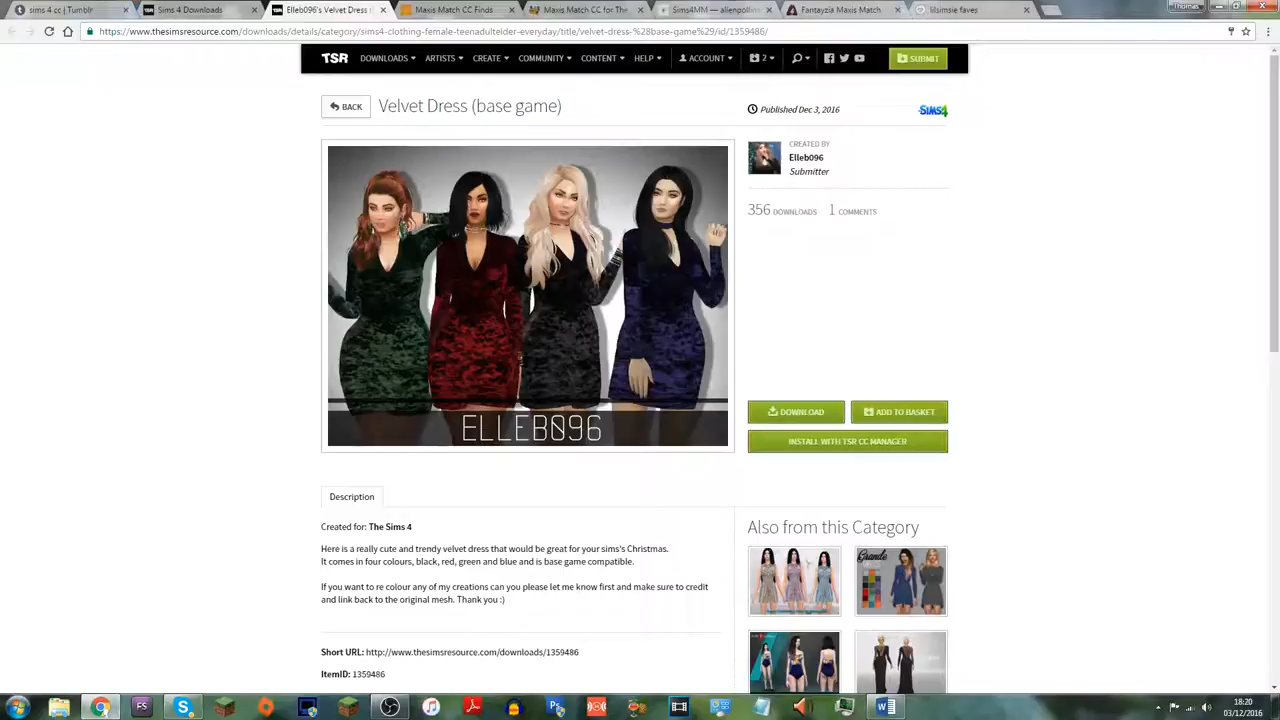 sims 4 cc | Tumblr
Sims 4 Downloads
Elleb096's Velvet Dress
Maxis Match CC Finds
Maxis Match CC for The
Sims4MM — alienpollin
lilsimsie faves
https://www.thesimsresource.com/downloads/details/category/sims4-clothing-female-teenadultelder-everyday/title/velvet-dress-%28base-game%29/id/1359486/
TSR DOWNLOADS ARTISTS CREATE COMMUNITY CONTENT HELP ACCOUNT 2 SUBMIT
BACK Velvet Dress (base game) Published Dec 3, 2016 SIMS4
CREATED BY
Elleb096
Submitter
356 DOWNLOADS 1 COMMENTS
ELLEB096
DOWNLOAD ADD TO BASKET
INSTALL WITH TSR CC MANAGER
Description
Created for: The Sims 4
Here is a really cute and trendy velvet dress that would be great for your sims's Christmas.
It comes in four colours, black, red, green and blue and is base game compatible.
If you want to re colour any of my creations can you please let me know first and make sure to credit
and link back to the original mesh. Thank you :)
Short URL: http://www.thesimsresource.com/downloads/1359486
ItemID: 1359486
Also from this Category
Grande
FS
18:20
03/12/2016